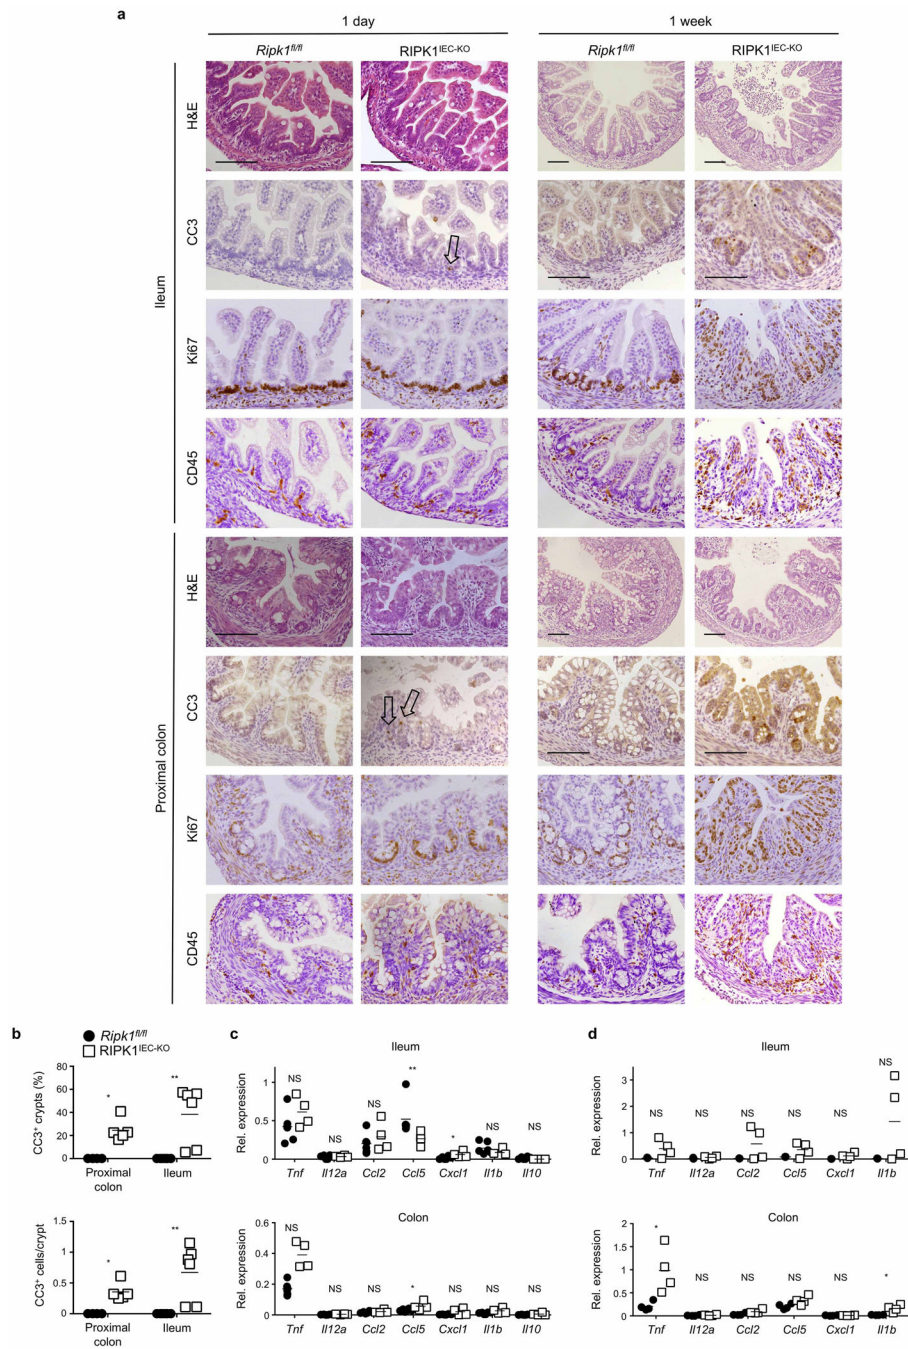 a
1 day
1 week
Ripk1fl/fl
RIPK1IEC-KO
Ripk1fl/fl
RIPK1IEC-KO
Ileum
H&E
CC3
Ki67
CD45
Proximal colon
H&E
CC3
Ki67
CD45
b
Ripk1fl/fl
RIPK1IEC-KO
CC3+ crypts (%)
80
60
40
20
0
*
**
Proximal colon
Ileum
CC3+ cells/crypt
1.5
1
0.5
0
*
**
Proximal colon
Ileum
c
Ileum
Rel. expression
1
0.5
0
NS
NS
NS
**
*
NS
NS
Tnf
Il12a
Ccl2
Ccl5
Cxcl1
Il1b
Il10
Colon
Rel. expression
0.6
0.4
0.2
0
NS
NS
NS
*
NS
NS
NS
Tnf
Il12a
Ccl2
Ccl5
Cxcl1
Il1b
Il10
d
Ileum
Rel. expression
3
2
1
0
NS
NS
NS
NS
NS
NS
Tnf
Il12a
Ccl2
Ccl5
Cxcl1
Il1b
Colon
Rel. expression
2
1.5
1
0.5
0
*
NS
NS
NS
NS
*
Tnf
Il12a
Ccl2
Ccl5
Cxcl1
Il1b